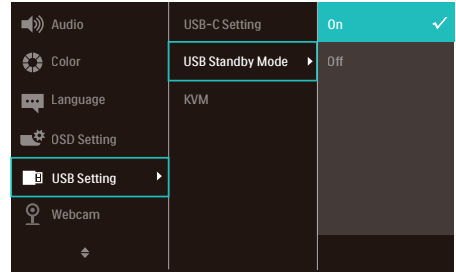 Audio
Color
Language
OSD Setting
USB Setting
Webcam
USB-C Setting
USB Standby Mode
KVM
On
Off